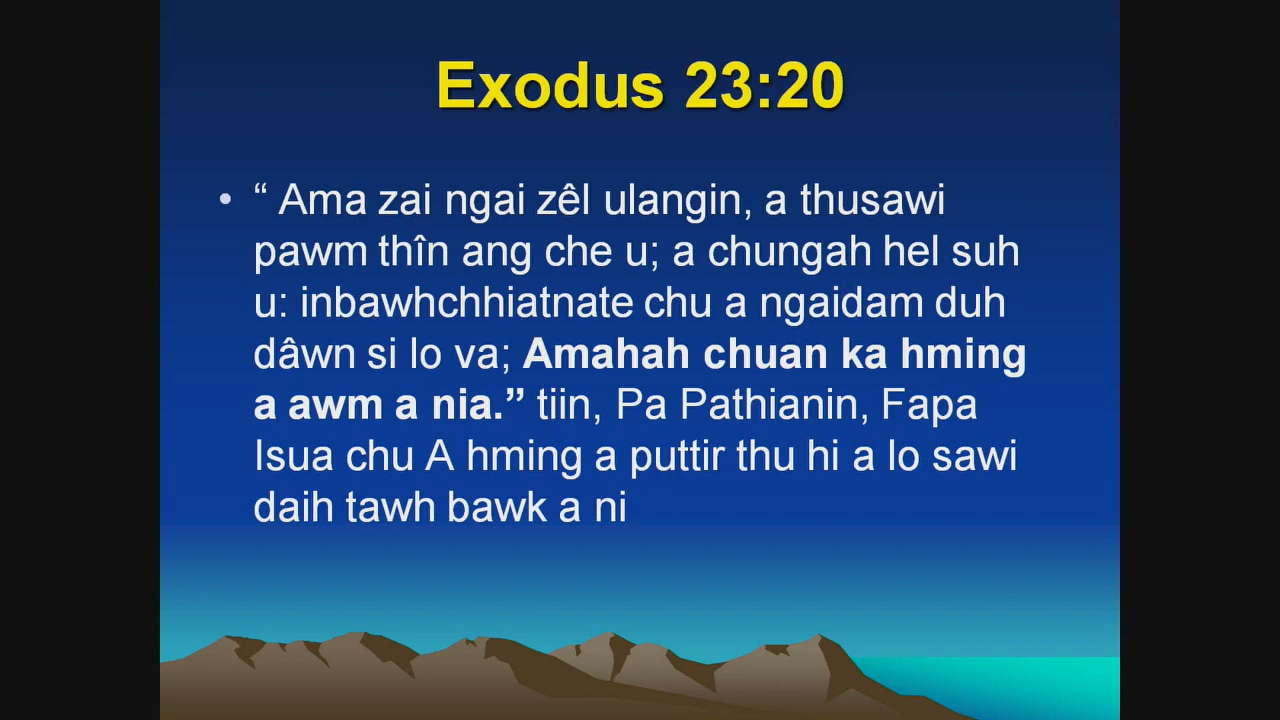 Exodus 23:20
• “ Ama zai ngai zêl ulangin, a thusawi
pawm thîn ang che u; a chungah hel suh
u: inbawhchhiatnate chu a ngaidam duh
dâwn si lo va; Amahah chuan ka hming
a awm a nia.” tiin, Pa Pathianin, Fapa
Isua chu A hming a puttir thu hi a lo sawi
daih tawh bawk a ni